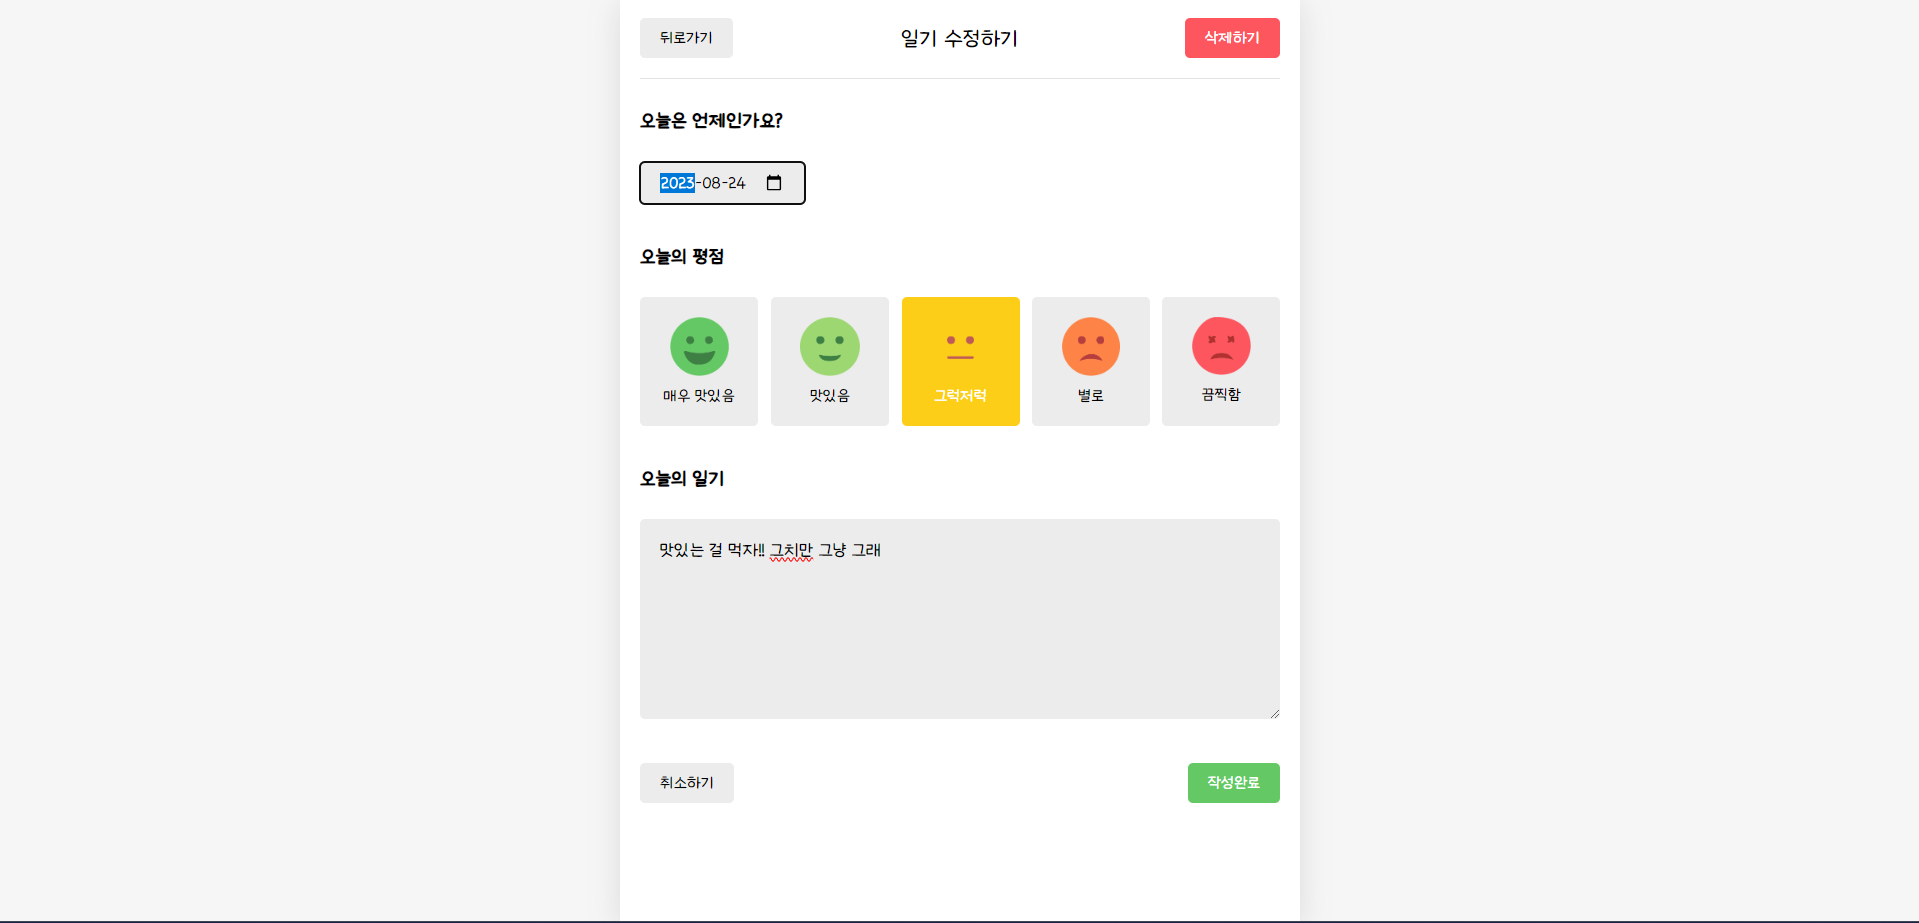 뒤로가기 일기 수정하기 삭제하기
오늘은 언제인가요?
2023-08-24
오늘의 평점
매우 맛있음 맛있음 그럭저럭 별로 끔찍함
오늘의 일기
맛있는 걸 먹자!! 그치만 그냥 그래
취소하기 작성완료